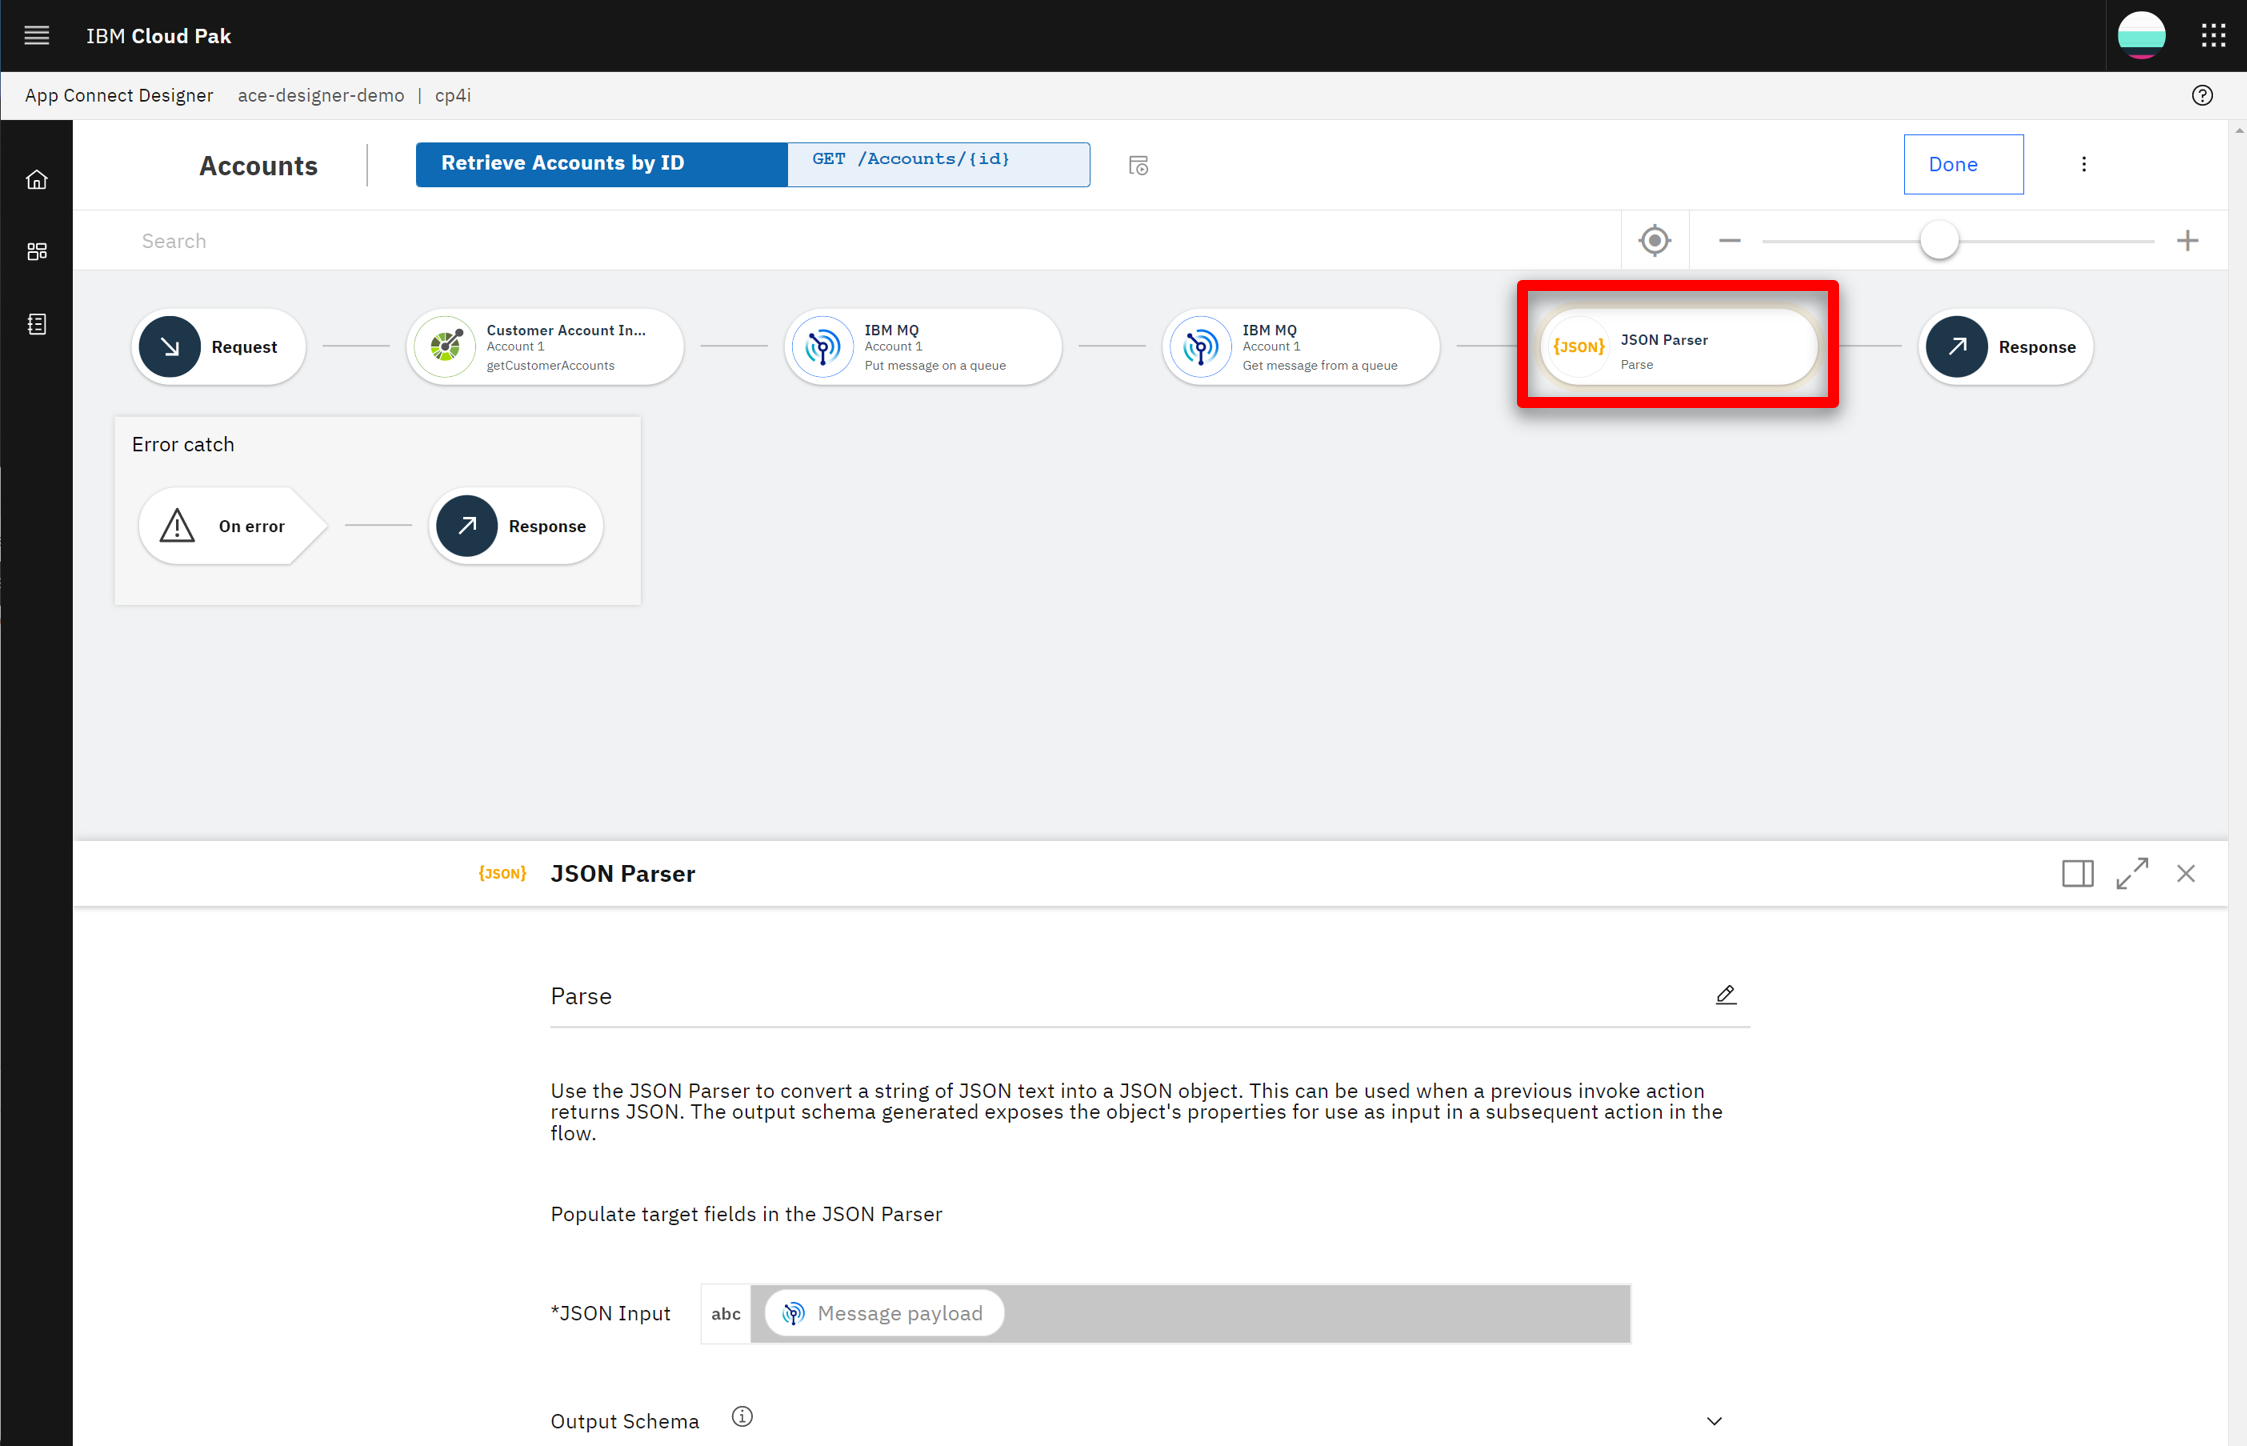 IBM Cloud Pak
App Connect Designer ace-designer-demo | cp4i
Accounts
Retrieve Accounts by ID
GET /Accounts/{id}
Done
Search
Request
Customer Account In...
Account 1
getCustomerAccounts
IBM MQ
Account 1
Put message on a queue
IBM MQ
Account 1
Get message from a queue
{JSON}
JSON Parser
Parse
Response
Error catch
On error
Response
{JSON}
JSON Parser
Parse
Use the JSON Parser to convert a string of JSON text into a JSON object. This can be used when a previous invoke action
returns JSON. The output schema generated exposes the object's properties for use as input in a subsequent action in the
flow.
Populate target fields in the JSON Parser
*JSON Input
abc
Message payload
Output Schema